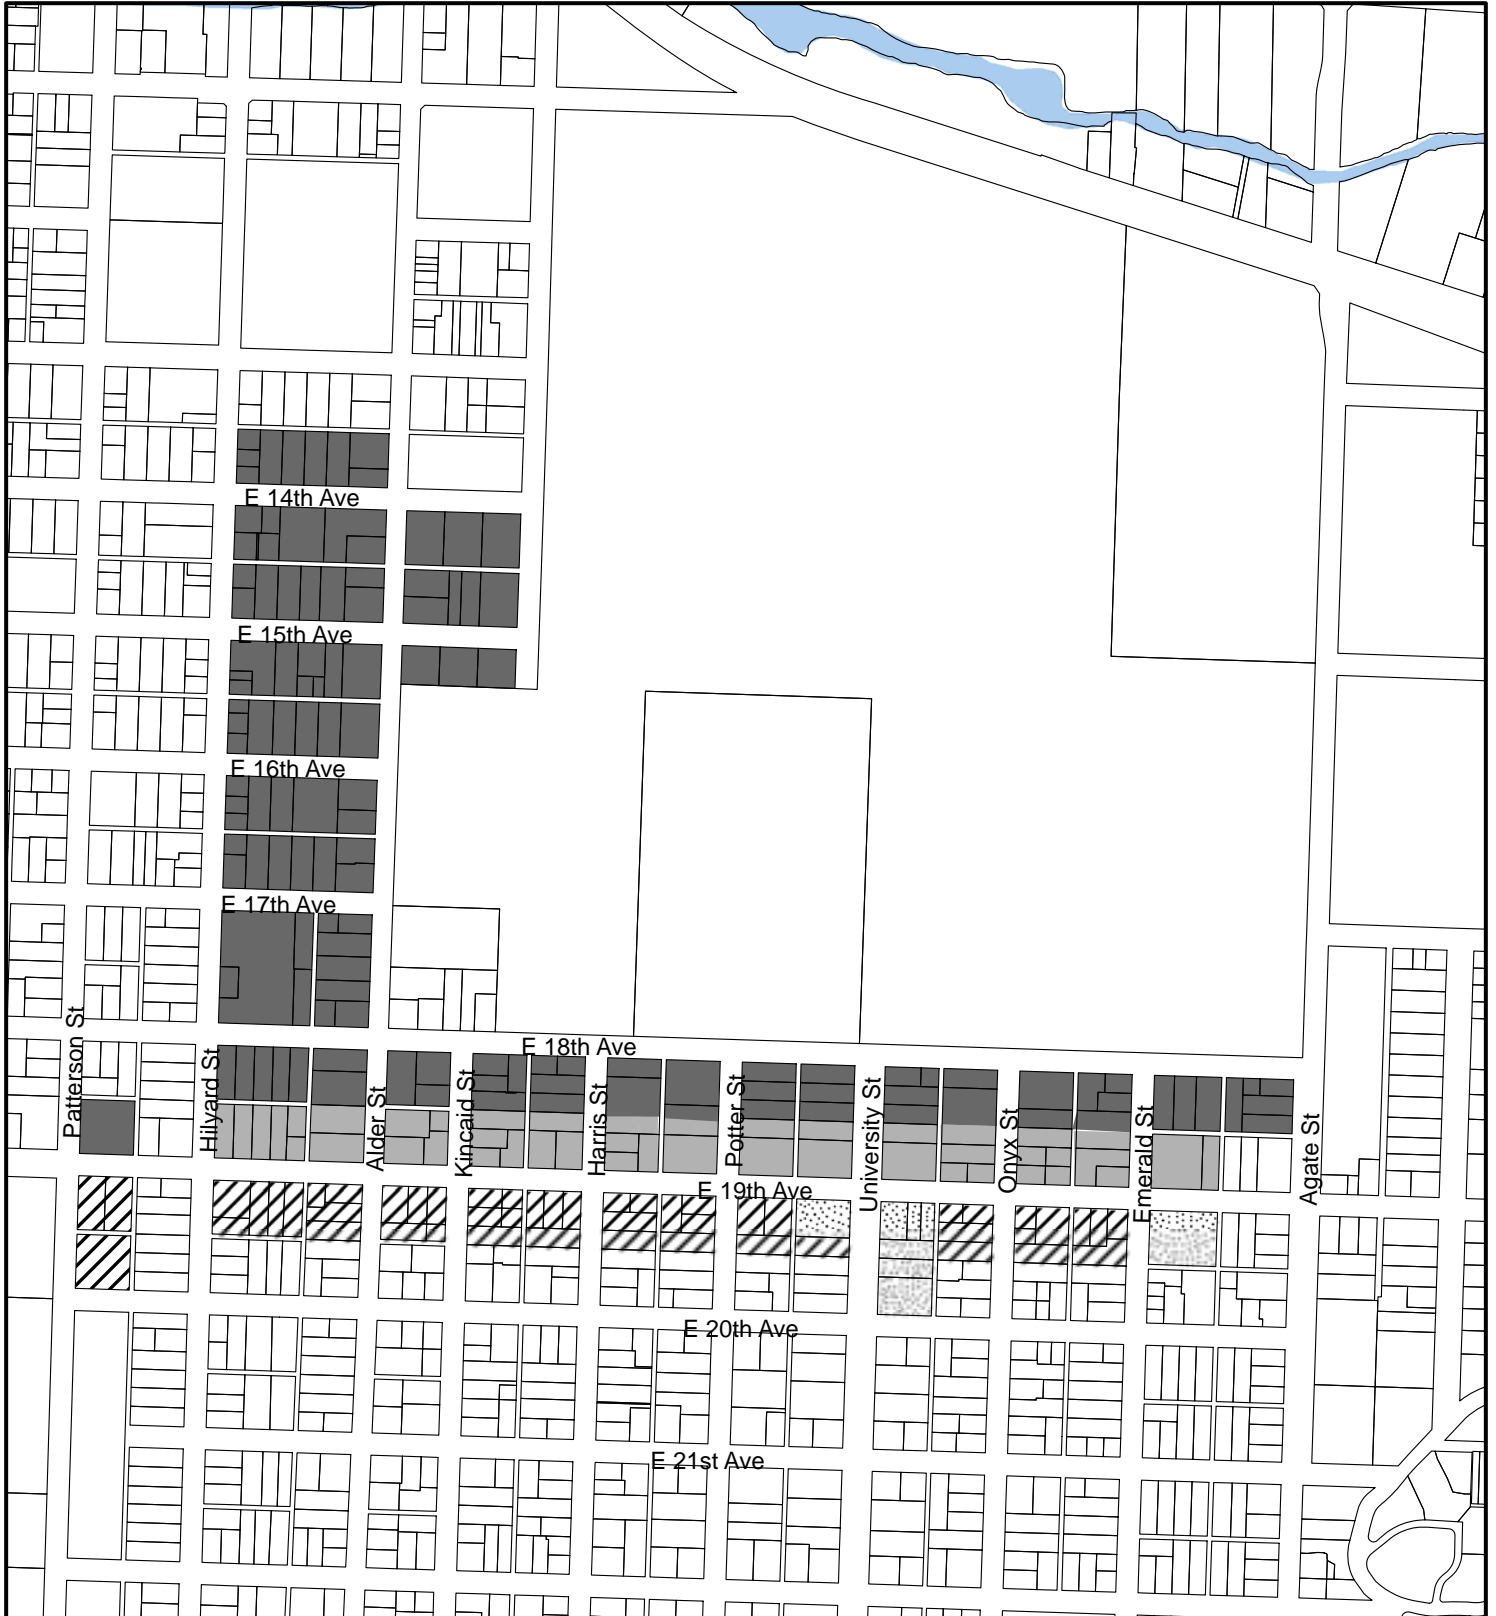 E 14th Ave
E 15th Ave
E 16th Ave
E 17th Ave
E 18th Ave
Patterson St
Hilyard St
Alder St
Kincaid St
Harris St
Potter St
University St
Onyx St
Emerald St
Agate St
E 19th Ave
E 20th Ave
E 21st Ave